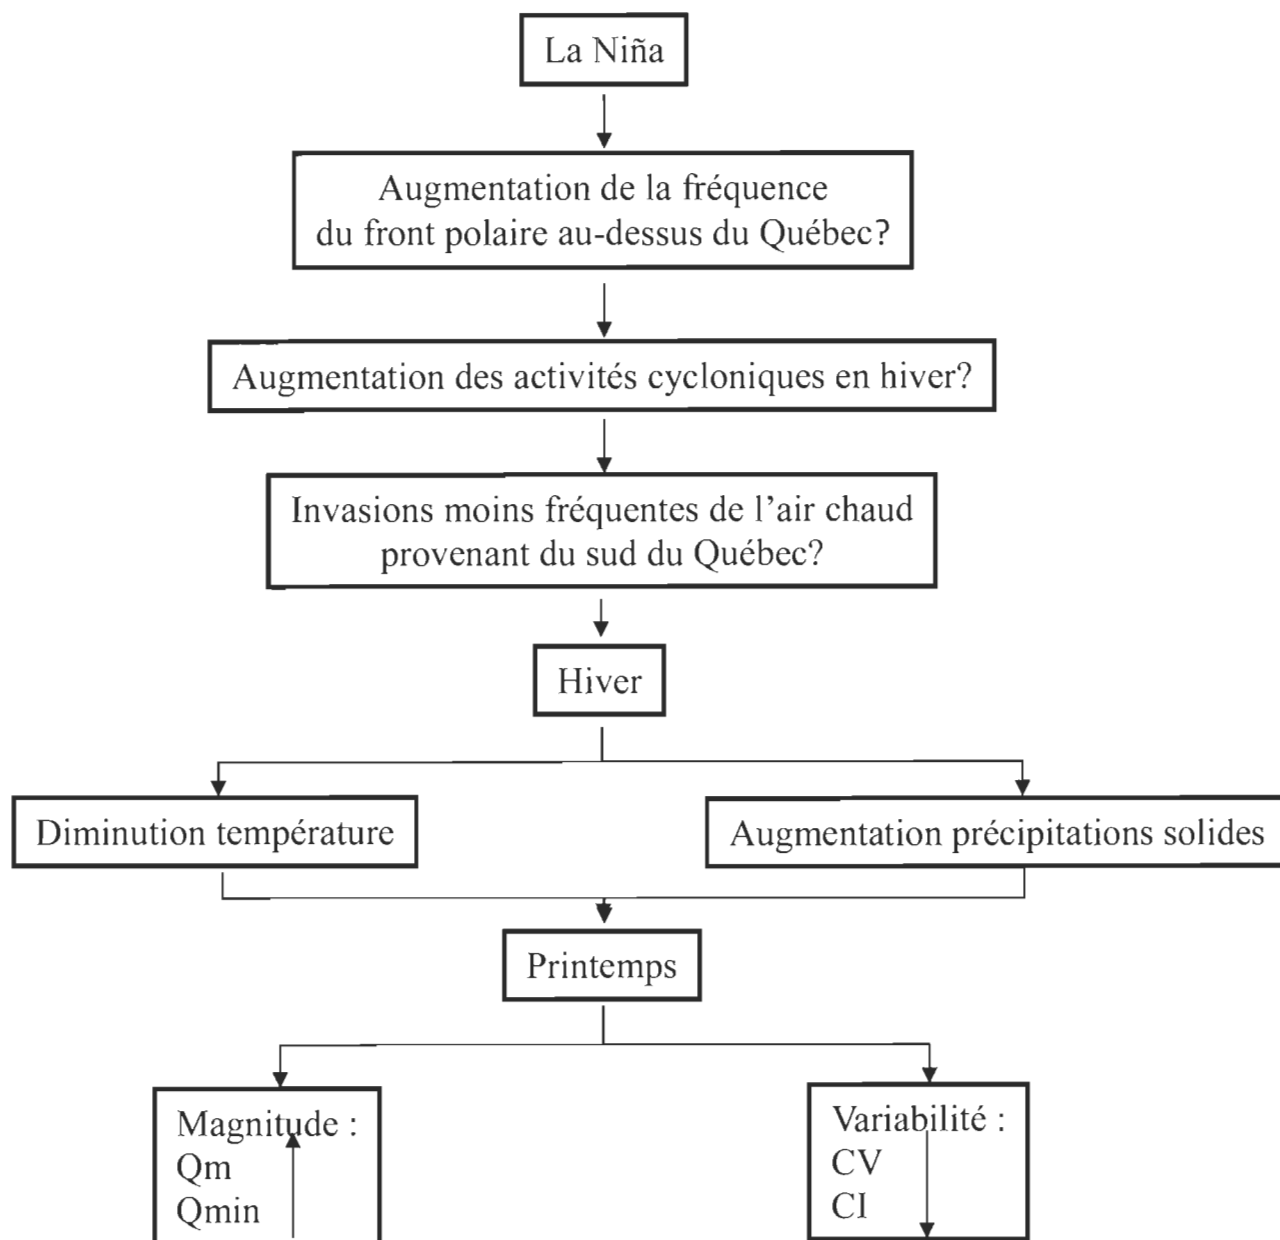 La Niña
Augmentation de la fréquence
du front polaire au-dessus du Québec?
Augmentation des activités cycloniques en hiver?
Invasions moins fréquentes de l'air chaud
provenant du sud du Québec?
Hiver
Diminution température
Augmentation précipitations solides
Printemps
Magnitude :
Qm
Qmin
Variabilité :
CV
CI